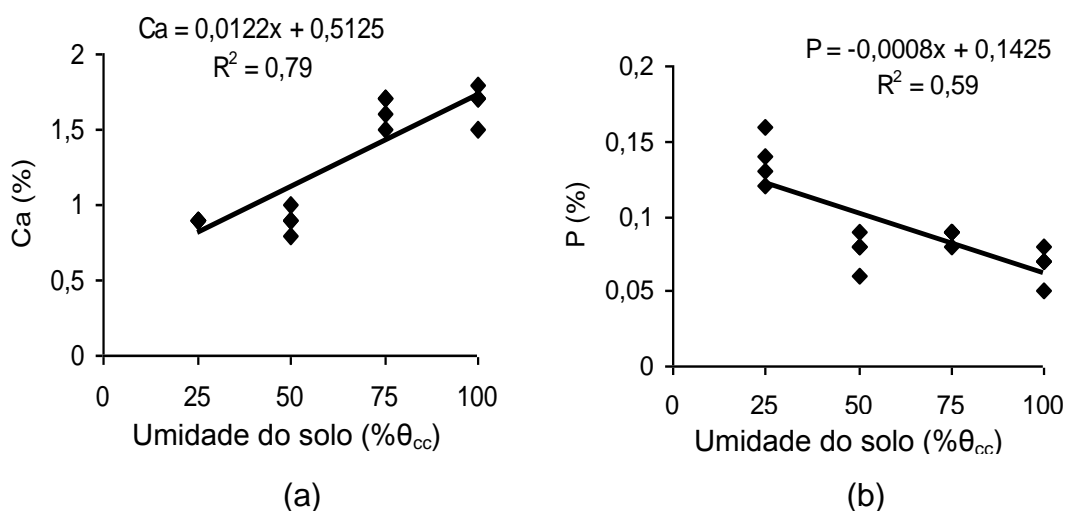 Ca = 0,0122x + 0,5125
R² = 0,79
2
1,5
1
0,5
0
0 25 50 75 100
Ca (%)
Umidade do solo (%θcc)
(a)
P = -0,0008x + 0,1425
R² = 0,59
0,2
0,15
0,1
0,05
0
0 25 50 75 100
P (%)
Umidade do solo (%θcc)
(b)